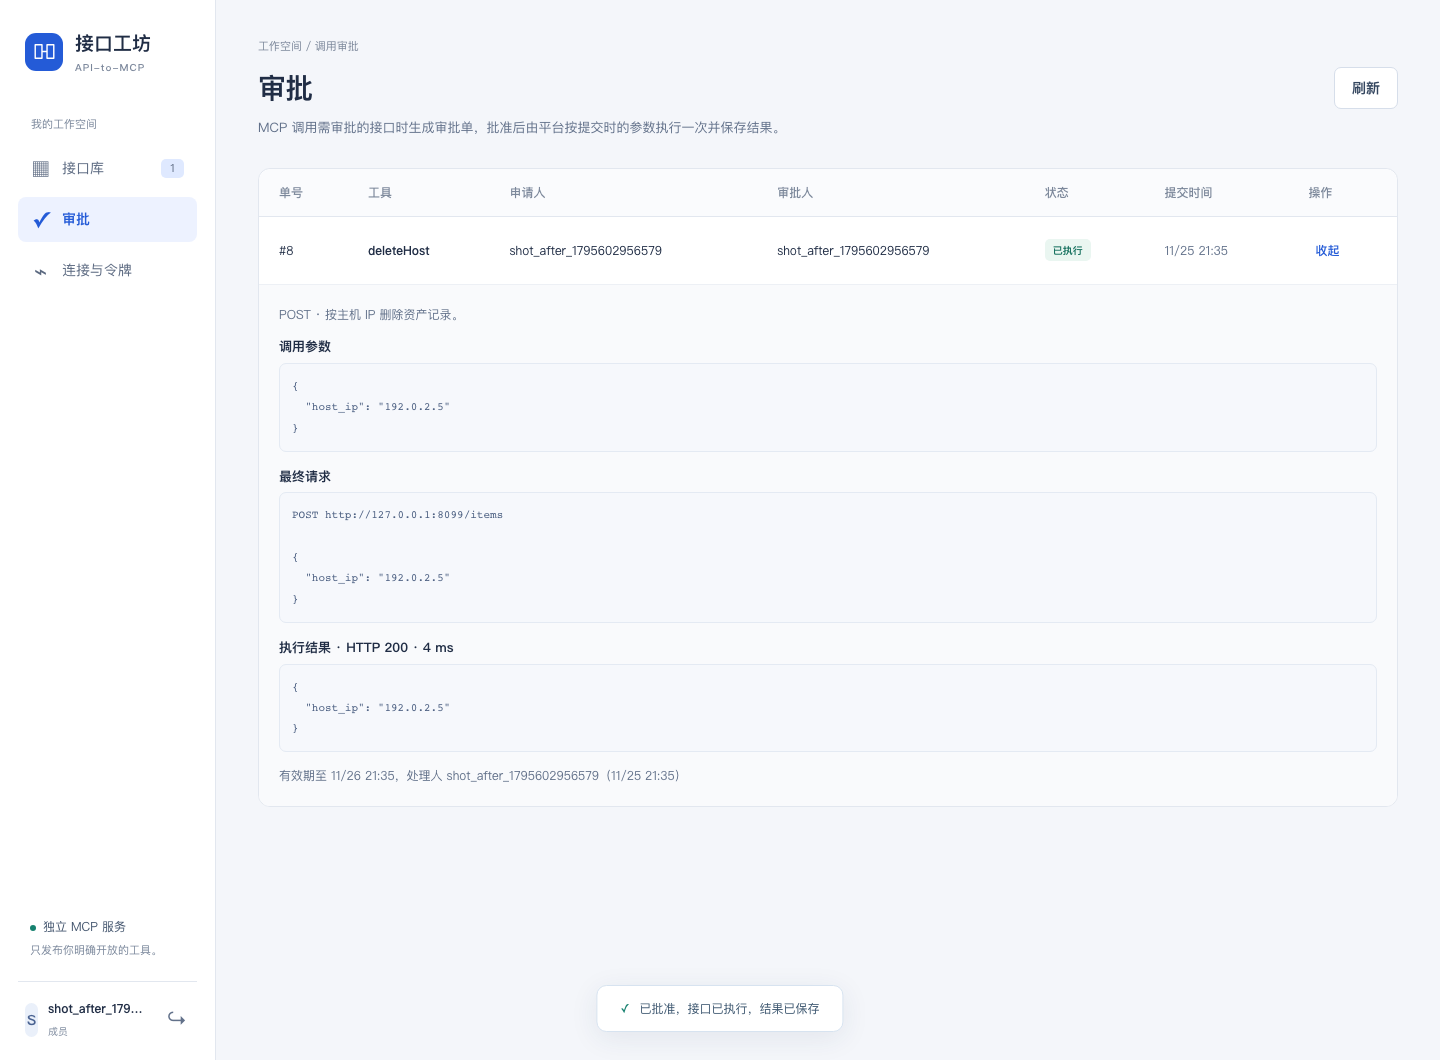 接口工坊
API-to-MCP
我的工作空间
接口库 1
审批
连接与令牌
独立 MCP 服务
只发布你明确开放的工具。
S shot_after_179...
成员
工作空间 / 调用审批
审批
刷新
MCP 调用需审批的接口时生成审批单，批准后由平台按提交时的参数执行一次并保存结果。
单号 工具 申请人 审批人 状态 提交时间 操作
#8 deleteHost shot_after_1795602956579 shot_after_1795602956579 已执行 11/25 21:35 收起
POST · 按主机 IP 删除资产记录。
调用参数
{
"host_ip": "192.0.2.5"
}
最终请求
POST http://127.0.0.1:8099/items
{
"host_ip": "192.0.2.5"
}
执行结果 · HTTP 200 · 4 ms
{
"host_ip": "192.0.2.5"
}
有效期至 11/26 21:35，处理人 shot_after_1795602956579（11/25 21:35）
✓ 已批准，接口已执行，结果已保存